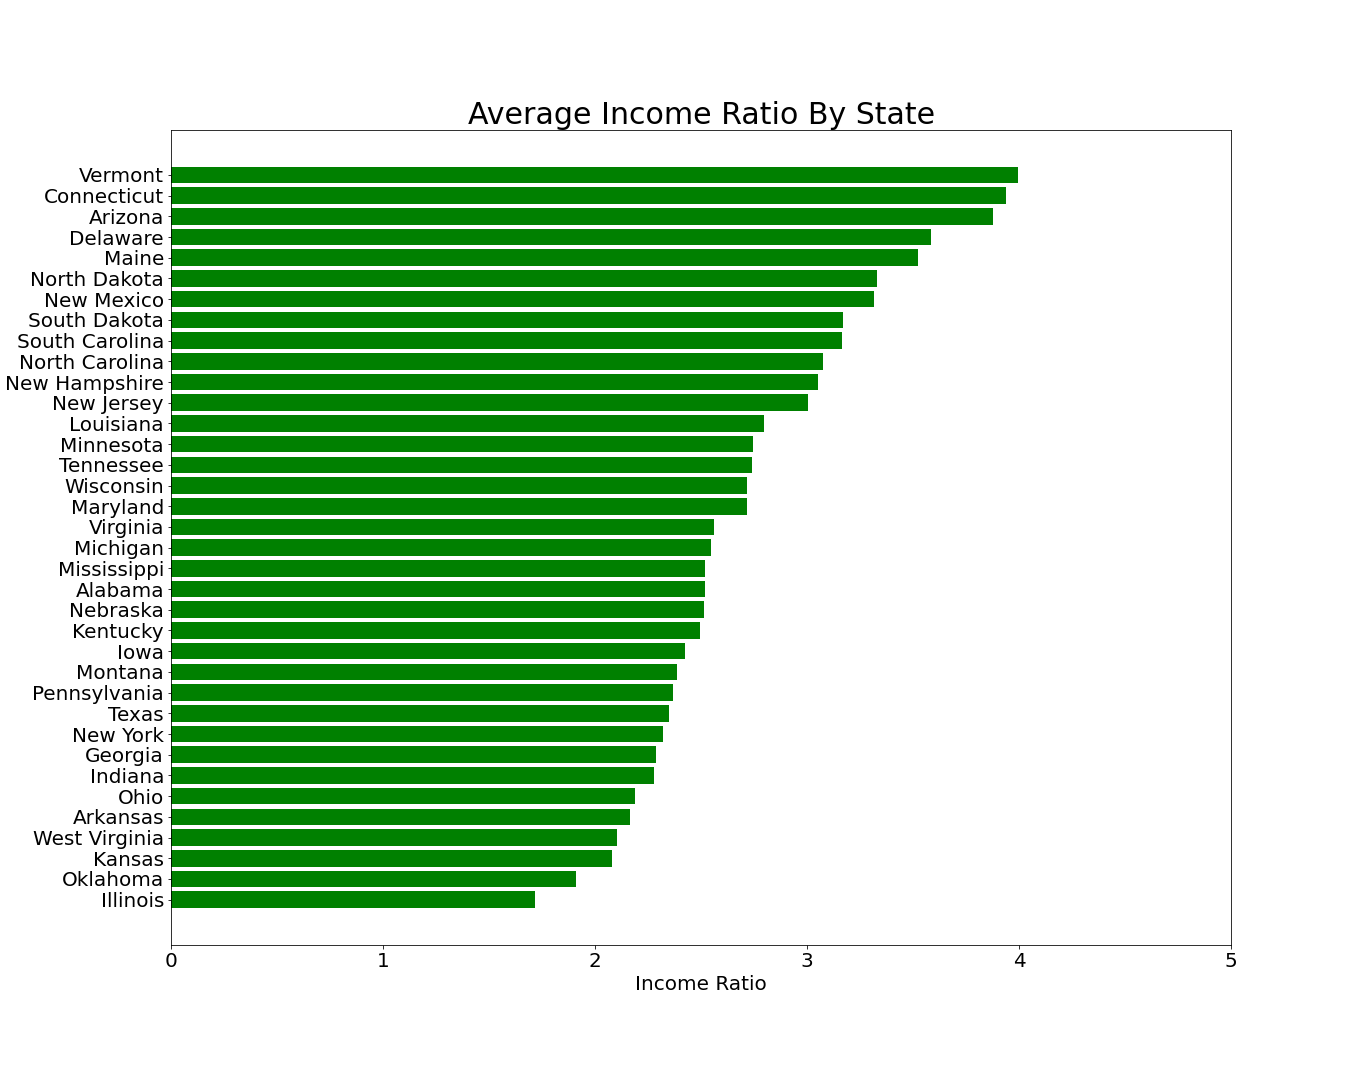 Average Income Ratio By State
Vermont
Connecticut
Arizona
Delaware
Maine
North Dakota
New Mexico
South Dakota
South Carolina
North Carolina
New Hampshire
New Jersey
Louisiana
Minnesota
Tennessee
Wisconsin
Maryland
Virginia
Michigan
Mississippi
Alabama
Nebraska
Kentucky
Iowa
Montana
Pennsylvania
Texas
New York
Georgia
Indiana
Ohio
Arkansas
West Virginia
Kansas
Oklahoma
Illinois
0 1 2 3 4 5
Income Ratio